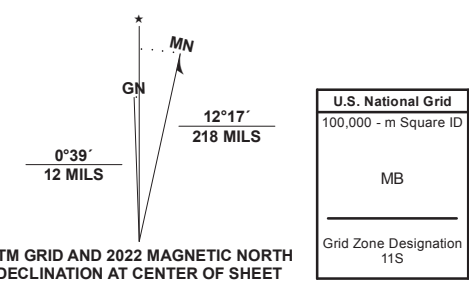 ★
MN
GN
12°17´
218 MILS
0°39´
12 MILS
TM GRID AND 2022 MAGNETIC NORTH
DECLINATION AT CENTER OF SHEET
U.S. National Grid
100,000 - m Square ID
MB
Grid Zone Designation
11S